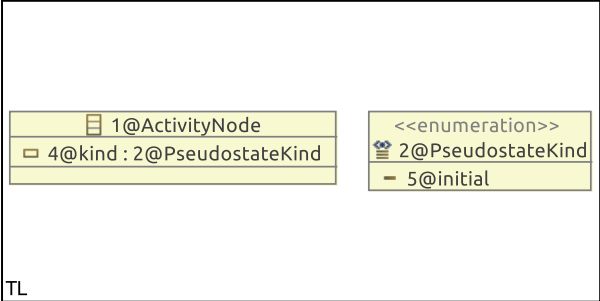 1@ActivityNode
4@kind : 2@PseudostateKind
<<enumeration>>
2@PseudostateKind
5@initial
TL